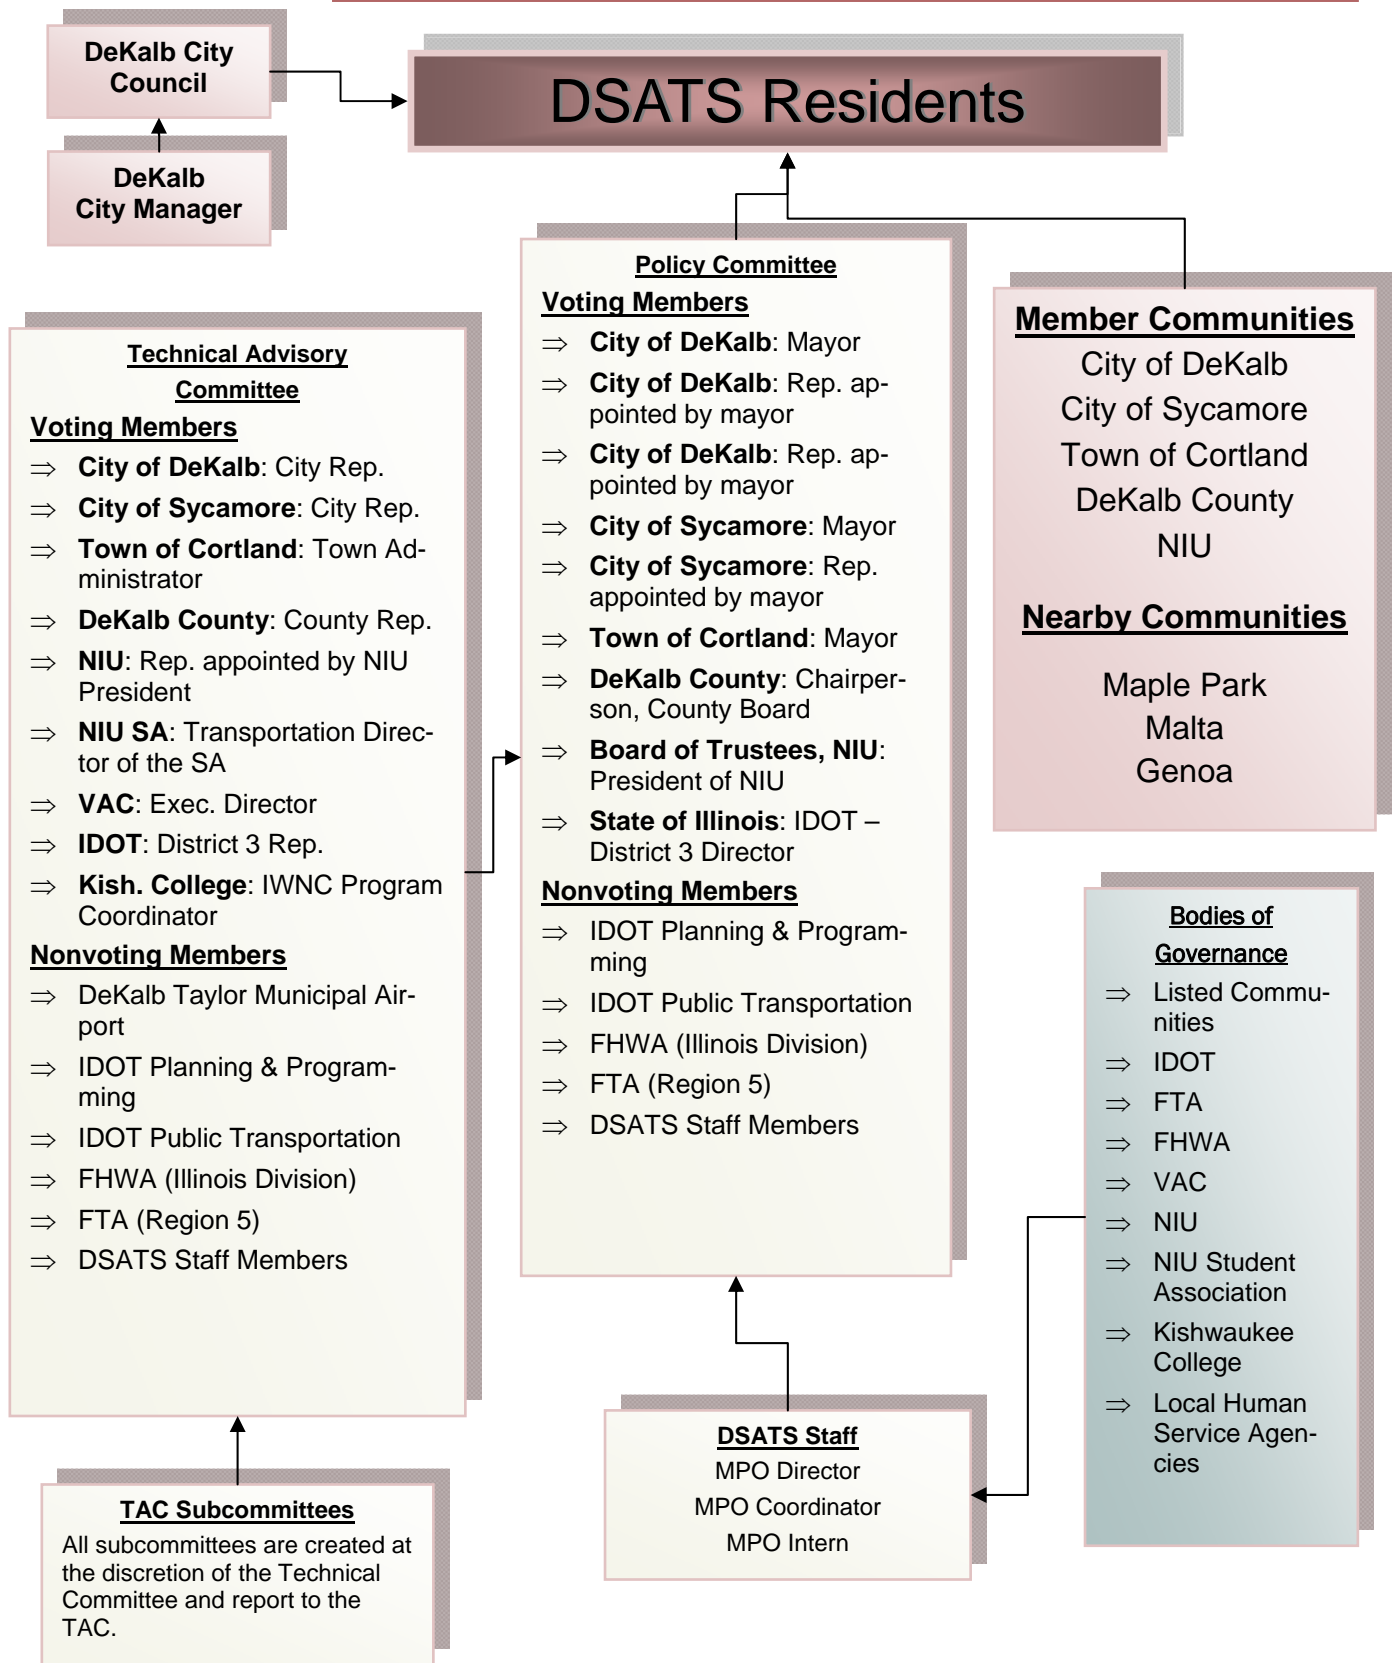 DeKalb City
Council
DSATS Residents
DeKalb
City Manager
Technical Advisory
Committee
Voting Members
⇒ City of DeKalb: City Rep.
⇒ City of Sycamore: City Rep.
⇒ Town of Cortland: Town Ad-
ministrator
⇒ DeKalb County: County Rep.
⇒ NIU: Rep. appointed by NIU
President
⇒ NIU SA: Transportation Direc-
tor of the SA
⇒ VAC: Exec. Director
⇒ IDOT: District 3 Rep.
⇒ Kish. College: IWNC Program
Coordinator
Nonvoting Members
⇒ DeKalb Taylor Municipal Air-
port
⇒ IDOT Planning & Program-
ming
⇒ IDOT Public Transportation
⇒ FHWA (Illinois Division)
⇒ FTA (Region 5)
⇒ DSATS Staff Members
TAC Subcommittees
All subcommittees are created at
the discretion of the Technical
Committee and report to the
TAC.
Policy Committee
Voting Members
⇒ City of DeKalb: Mayor
⇒ City of DeKalb: Rep. ap-
pointed by mayor
⇒ City of DeKalb: Rep. ap-
pointed by mayor
⇒ City of Sycamore: Mayor
⇒ City of Sycamore: Rep.
appointed by mayor
⇒ Town of Cortland: Mayor
⇒ DeKalb County: Chairper-
son, County Board
⇒ Board of Trustees, NIU:
President of NIU
⇒ State of Illinois: IDOT –
District 3 Director
Nonvoting Members
⇒ IDOT Planning & Program-
ming
⇒ IDOT Public Transportation
⇒ FHWA (Illinois Division)
⇒ FTA (Region 5)
⇒ DSATS Staff Members
DSATS Staff
MPO Director
MPO Coordinator
MPO Intern
Member Communities
City of DeKalb
City of Sycamore
Town of Cortland
DeKalb County
NIU
Nearby Communities
Maple Park
Malta
Genoa
Bodies of
Governance
⇒ Listed Commu-
nities
⇒ IDOT
⇒ FTA
⇒ FHWA
⇒ VAC
⇒ NIU
⇒ NIU Student
Association
⇒ Kishwaukee
College
⇒ Local Human
Service Agen-
cies